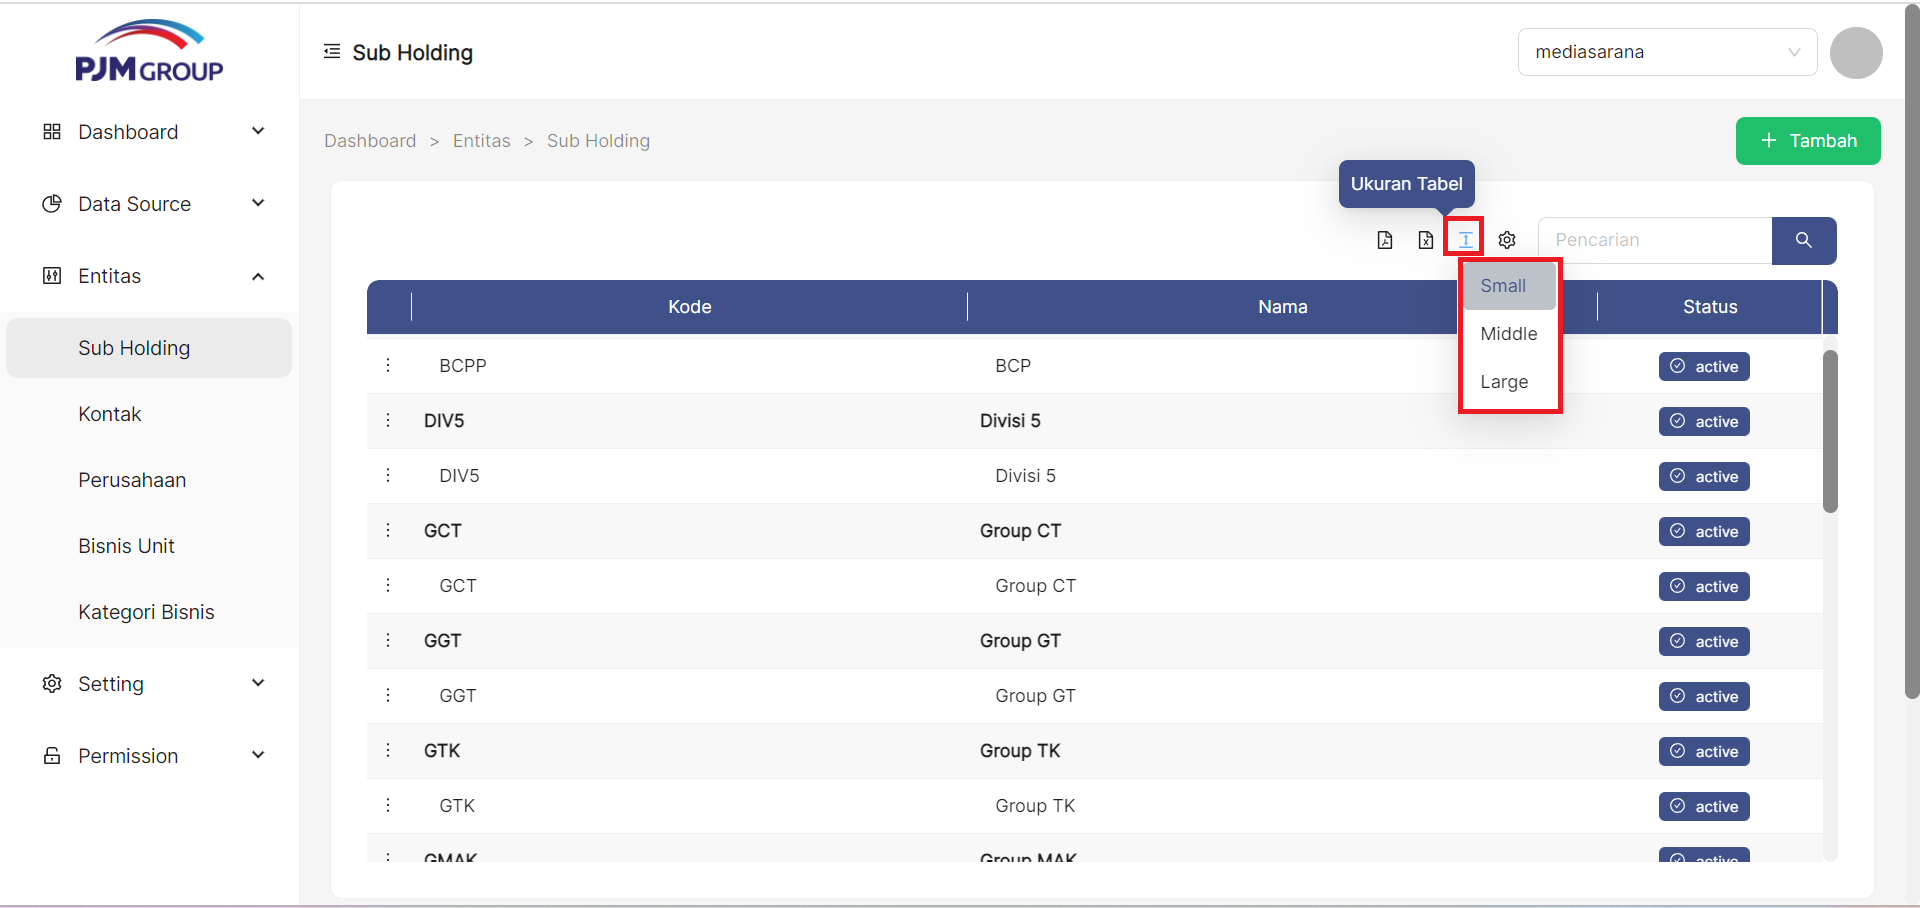 PJM GROUP
Sub Holding
mediasarana
Dashboard
Data Source
Entitas
Sub Holding
Kontak
Perusahaan
Bisnis Unit
Kategori Bisnis
Setting
Permission
Dashboard > Entitas > Sub Holding
+ Tambah
Ukuran Tabel
Pencarian
Small
Middle
Large
Kode Nama Status
BCPP BCP active
DIV5 Divisi 5 active
DIV5 Divisi 5 active
GCT Group CT active
GCT Group CT active
GGT Group GT active
GGT Group GT active
GTK Group TK active
GTK Group TK active
GMAK Group MAK active